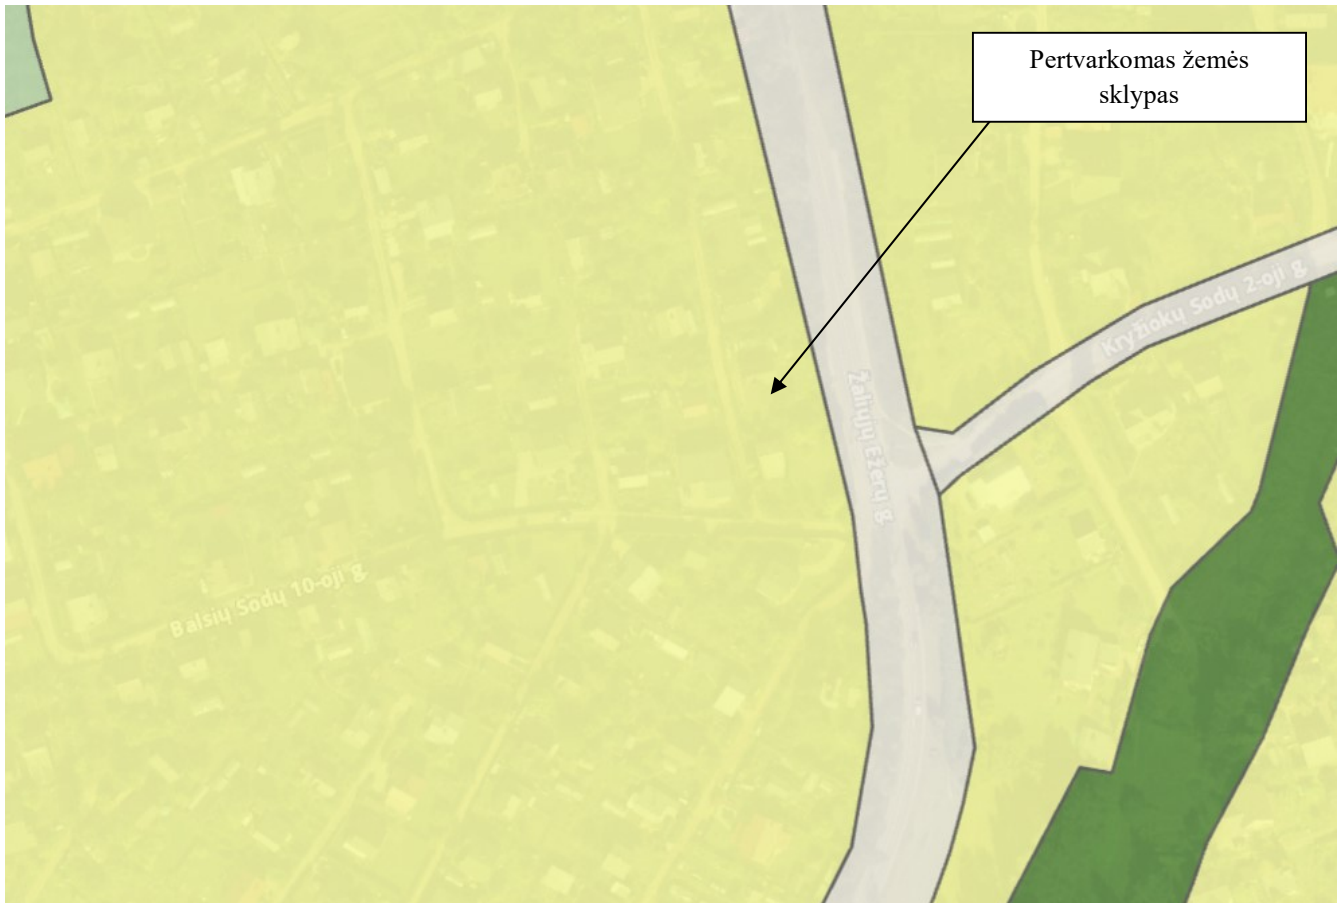 Pertvarkomas žemės
sklypas
Kryžiokų Sodų 2-oji g.
Žaliųjų Ežerų g.
Balsių Sodų 10-oji g.